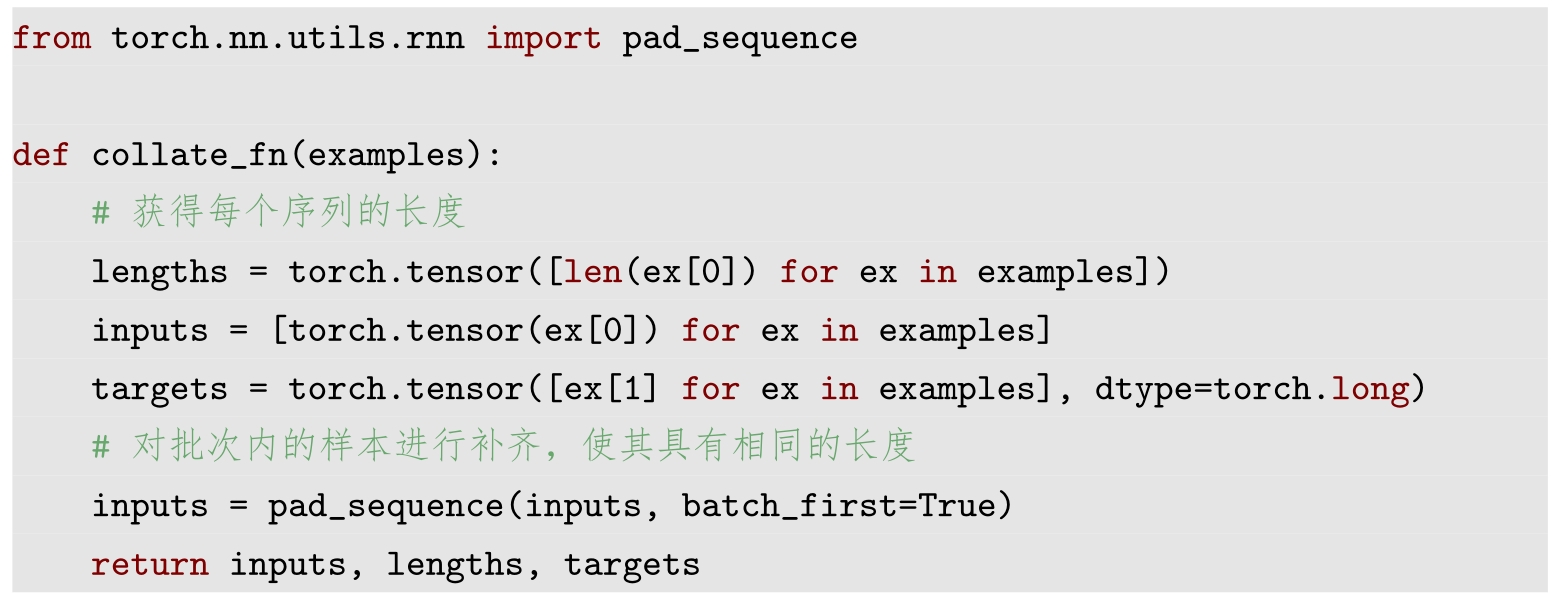 from torch.nn.utils.rnn import pad_sequence

def collate_fn(examples):
    # 获得每个序列的长度
    lengths = torch.tensor([len(ex[0]) for ex in examples])
    inputs = [torch.tensor(ex[0]) for ex in examples]
    targets = torch.tensor([ex[1] for ex in examples], dtype=torch.long)
    # 对批次内的样本进行补齐，使其具有相同的长度
    inputs = pad_sequence(inputs, batch_first=True)
    return inputs, lengths, targets